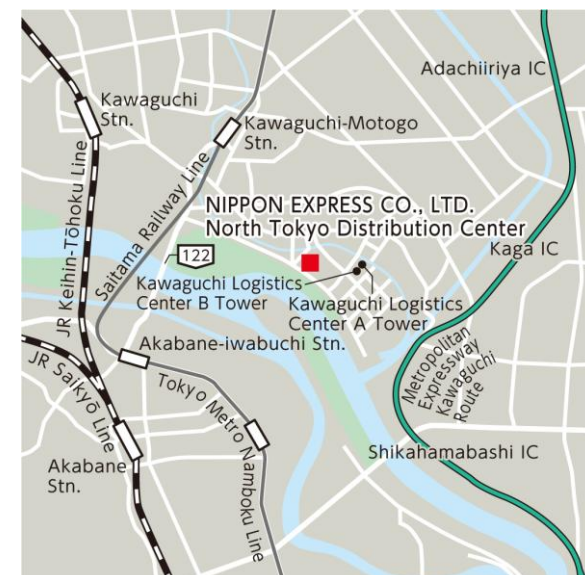 Adachiiriya IC
Kawaguchi
Stn.
Kawaguchi-Motogo
Stn.
JR Keihin-Tōhoku Line
Saitama Railway Line
NIPPON EXPRESS CO., LTD.
North Tokyo Distribution Center
122
Kaga IC
Kawaguchi Logistics
Center B Tower
Kawaguchi Logistics
Center A Tower
Akabane-iwabuchi Stn.
JR Saikyō Line
Tokyo Metro Namboku Line
Metropolitan
Expressway
Kawaguchi
Route
Akabane
Stn.
Shikahamabashi IC